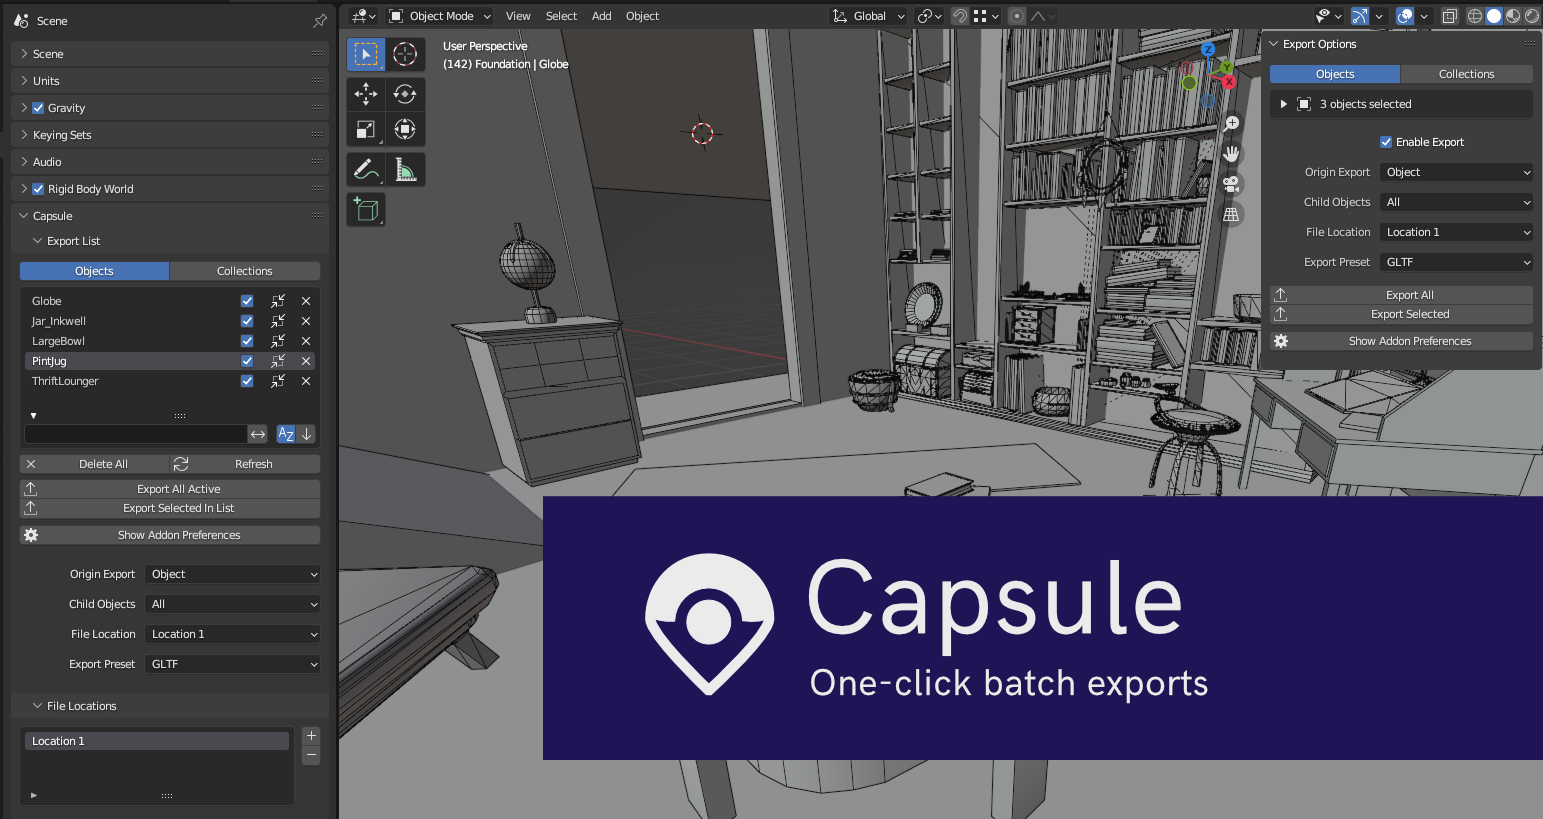 Scene
Scene
Units
Gravity
Keying Sets
Audio
Rigid Body World
Capsule
Export List
Objects
Collections
Globe
Jar_Inkwell
LargeBowl
PintJug
ThriftLounger
AZ
Delete All
Refresh
Export All Active
Export Selected In List
Show Addon Preferences
Origin Export
Object
Child Objects
All
File Location
Location 1
Export Preset
GLTF
File Locations
Location 1
Object Mode
View
Select
Add
Object
Global
User Perspective
(142) Foundation | Globe
Z
Y
X
Export Options
Objects
Collections
3 objects selected
Enable Export
Origin Export
Object
Child Objects
All
File Location
Location 1
Export Preset
GLTF
Export All
Export Selected
Show Addon Preferences
Capsule
One-click batch exports